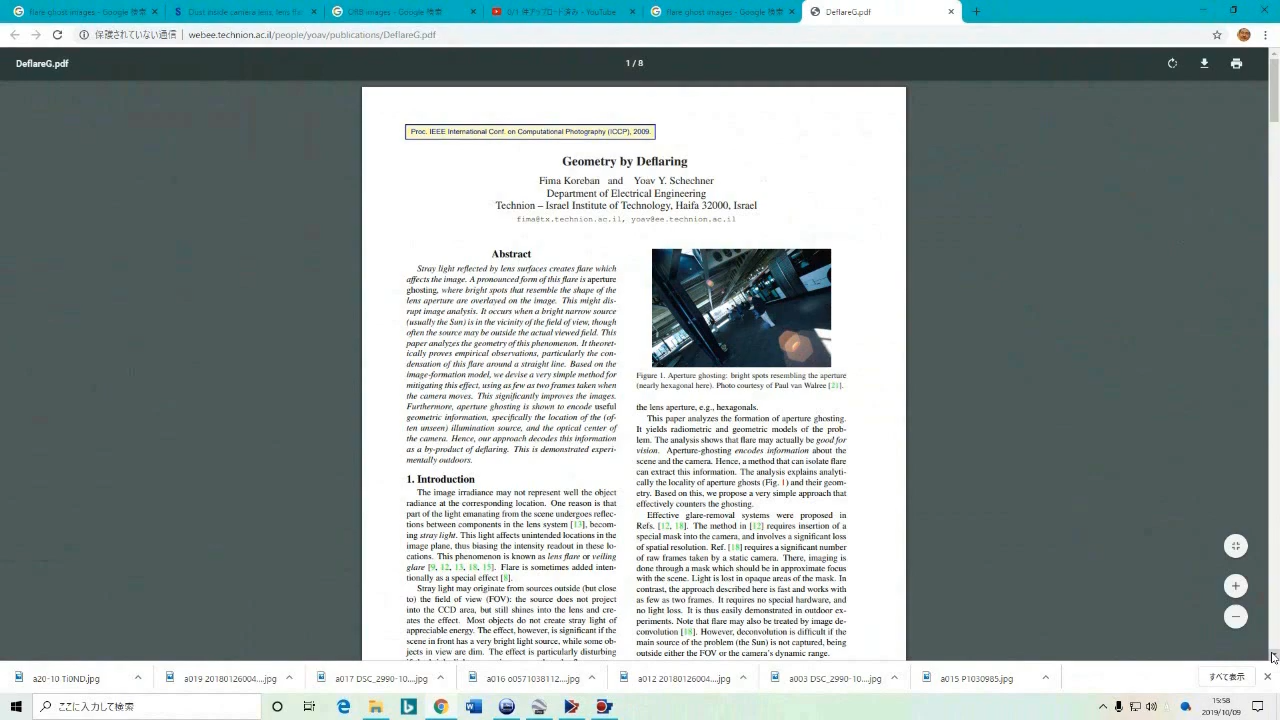 flare ghost images - Google 検索
Dust inside camera lens, lens flar
Orb images - Google 検索
0/1 件アップロード済み - YouTube
flare ghost images - Google 検索
DeflareG.pdf
保護されていない通信 | webee.technion.ac.il/people/yoav/publications/DeflareG.pdf
DeflareG.pdf
1 / 8
Proc. IEEE International Conf. on Computational Photography (ICCP), 2009.
Geometry by Deflaring
Fima Koreban and Yoav Y. Schechner
Department of Electrical Engineering
Technion – Israel Institute of Technology, Haifa 32000, Israel
fima@tx.technion.ac.il, yoav@ee.technion.ac.il
Abstract
Stray light reflected by lens surfaces creates flare which
affects the image. A pronounced form of this flare is aperture
ghosting, where bright spots that resemble the shape of the
lens aperture are overlayed on the image. This might dis-
rupt image analysis. It occurs when a bright narrow source
(usually the Sun) is in the vicinity of the field of view, though
often the source may be outside the actual viewed field. This
paper analyzes the geometry of this phenomenon. It theoret-
ically proves empirical observations, particularly the con-
densation of this flare around a straight line. Based on the
image-formation model, we devise a very simple method for
mitigating this effect, using as few as two frames taken when
the camera moves. This significantly improves the images.
Furthermore, aperture ghosting is shown to encode useful
geometric information, specifically the location of the (of-
ten unseen) illumination source, and the optical center of
the camera. Hence, our approach decodes this information
as a by-product of deflaring. This is demonstrated experi-
mentally outdoors.
1. Introduction
The image irradiance may not represent well the object
radiance at the corresponding location. One reason is that
part of the light emanating from the scene undergoes reflec-
tions between components in the lens system [13], becom-
ing stray light. This light affects unintended locations in the
image plane, thus biasing the intensity readout in these lo-
cations. This phenomenon is known as lens flare or veiling
glare [9, 12, 13, 18, 15]. Flare is sometimes added inten-
tionally as a special effect [8].
Stray light may originate from sources outside (but close
to) the field of view (FOV): the source does not project
into the CCD area, but still shines into the lens and cre-
ates the effect. Most objects do not create stray light of
appreciable energy. The effect, however, is significant if the
scene in front has a very bright light source, while some ob-
jects in view are dim. The effect is particularly disturbing
Figure 1. Aperture ghosting: bright spots resembling the aperture
(nearly hexagonal here). Photo courtesy of Paul van Walree [21].
the lens aperture, e.g., hexagonals.
This paper analyzes the formation of aperture ghosting.
It yields radiometric and geometric models of the prob-
lem. The analysis shows that flare may actually be good for
vision. Aperture-ghosting encodes information about the
scene and the camera. Hence, a method that can isolate flare
can extract this information. The analysis explains analyti-
cally the locality of aperture ghosts (Fig. 1) and their geom-
etry. Based on this, we propose a very simple approach that
effectively counters the ghosting.
Effective glare-removal systems were proposed in
Refs. [12, 18]. The method in [12] requires insertion of a
special mask into the camera, and involves a significant loss
of spatial resolution. Ref. [18] requires a significant number
of raw frames taken by a static camera. There, imaging is
done through a mask which should be in approximate focus
with the scene. Light is lost in opaque areas of the mask. In
contrast, the approach described here is fast and works with
as few as two frames. It requires no special hardware, and
no light loss. It is thus easily demonstrated in outdoor ex-
periments. Note that flare may also be treated by image de-
convolution [18]. However, deconvolution is difficult if the
main source of the problem (the Sun) is not captured, being
outside either the FOV or the camera's dynamic range.
a20-10 TiOND.jpg
a019 20180126004....jpg
a017 DSC_2990-10....jpg
a016 o0571038112....jpg
a012 20180126004....jpg
a003 DSC_2990-10....jpg
a015 P1030985.jpg
すべて表示
ここに入力して検索
15:58
2019/10/09